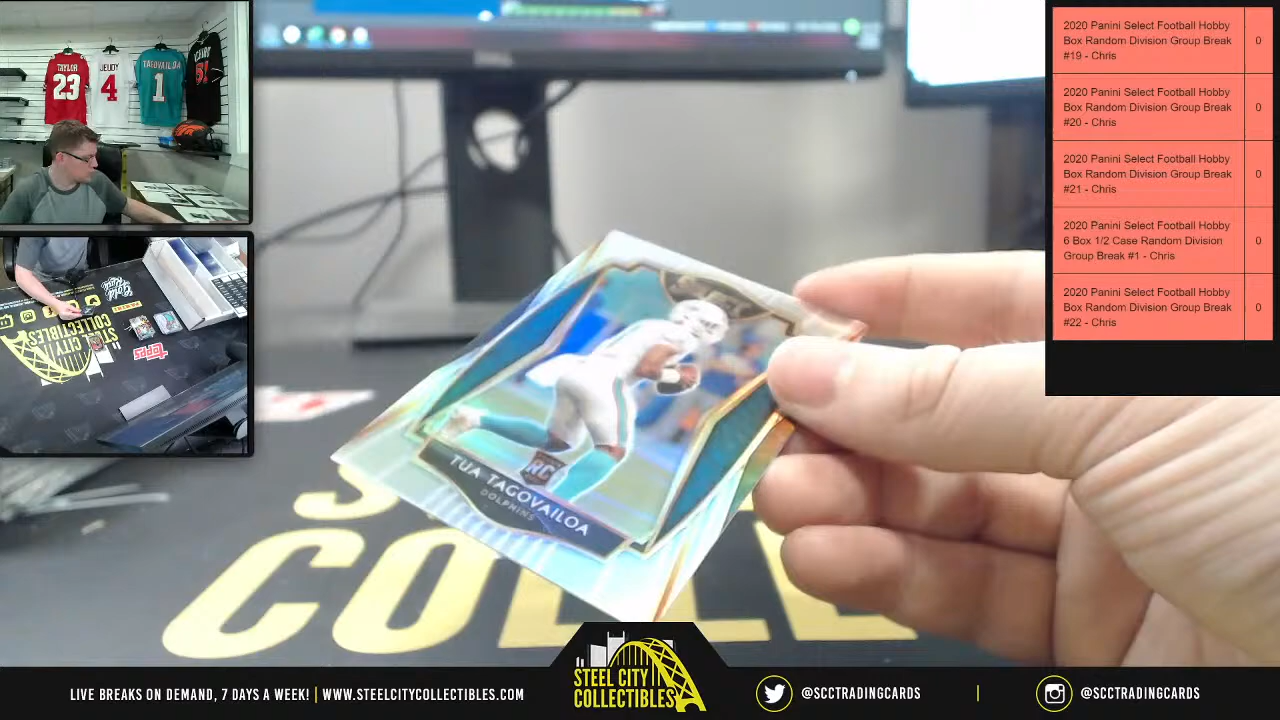 TAYLOR
23
JEUDY
4
TAGOVAILOA
1
51
TOPPS
COLLECTIBLES
2020 Panini Select Football Hobby
Box Random Division Group Break
#19 - Chris
0
2020 Panini Select Football Hobby
Box Random Division Group Break
#20 - Chris
0
2020 Panini Select Football Hobby
Box Random Division Group Break
#21 - Chris
0
2020 Panini Select Football Hobby
6 Box 1/2 Case Random Division
Group Break #1 - Chris
0
2020 Panini Select Football Hobby
Box Random Division Group Break
#22 - Chris
0
RC
TUA TAGOVAILOA
DOLPHINS
COLLE
LIVE BREAKS ON DEMAND, 7 DAYS A WEEK! | WWW.STEELCITYCOLLECTIBLES.COM
STEEL CITY
COLLECTIBLES
@SCCTRADINGCARDS
@SCCTRADINGCARDS